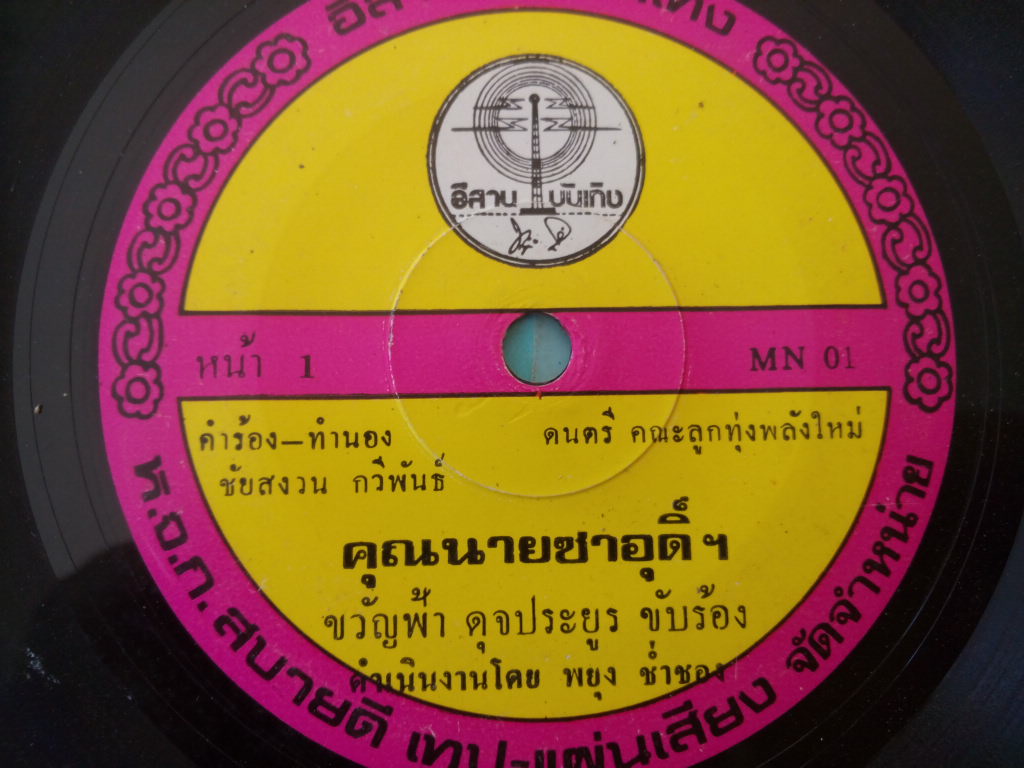 อีสานบันเทิง
หน้า 1
MN 01
คำร้อง-ทำนอง
ชัยสงวน กวีพันธ์
ดนตรี คณะลูกทุ่งพลังใหม่
คุณนายซาอุดิ์ฯ
ขวัญฟ้า ดุจประยูร ขับร้อง
ดำเนินงานโดย พยุง ช่ำชอง
ห.จ.ก. สบายดี เทป-แผ่นเสียง จัดจำหน่าย